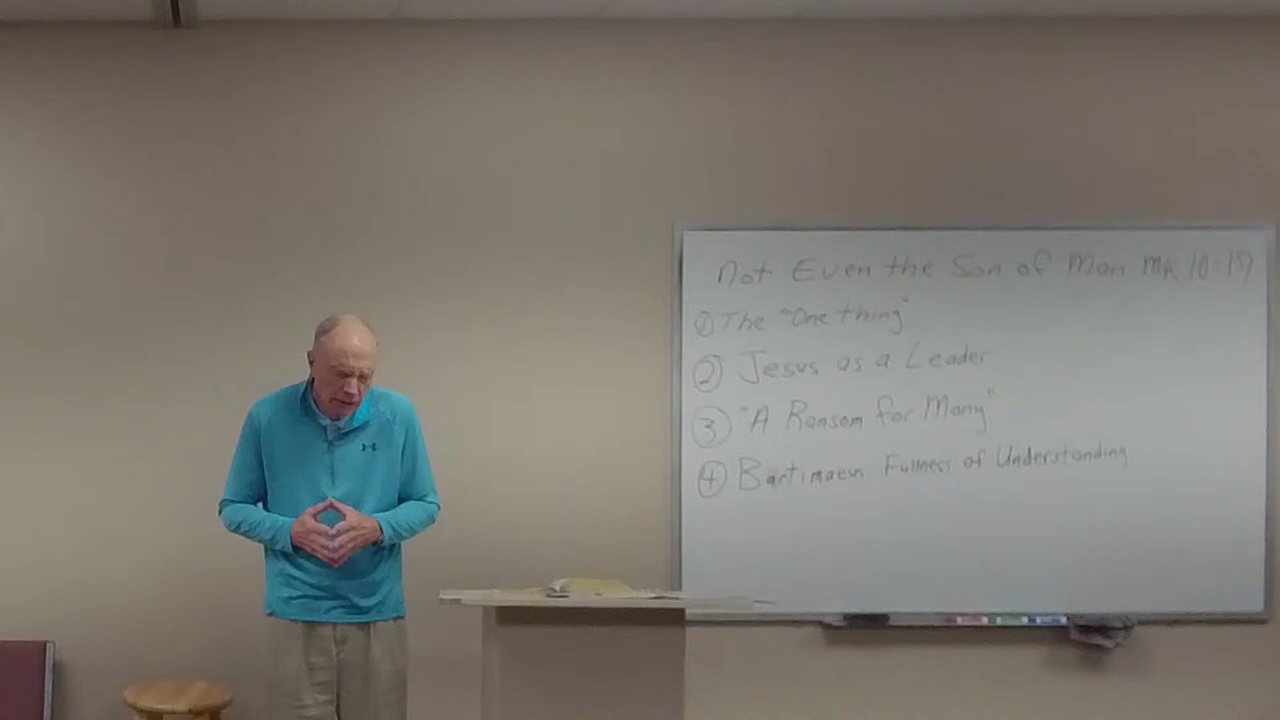 Not Even the Son of Man Mk 10:17
① The "One thing"
② Jesus as a Leader
③ "A Ransom for Many"
④ Bartimaeus Fullness of Understanding